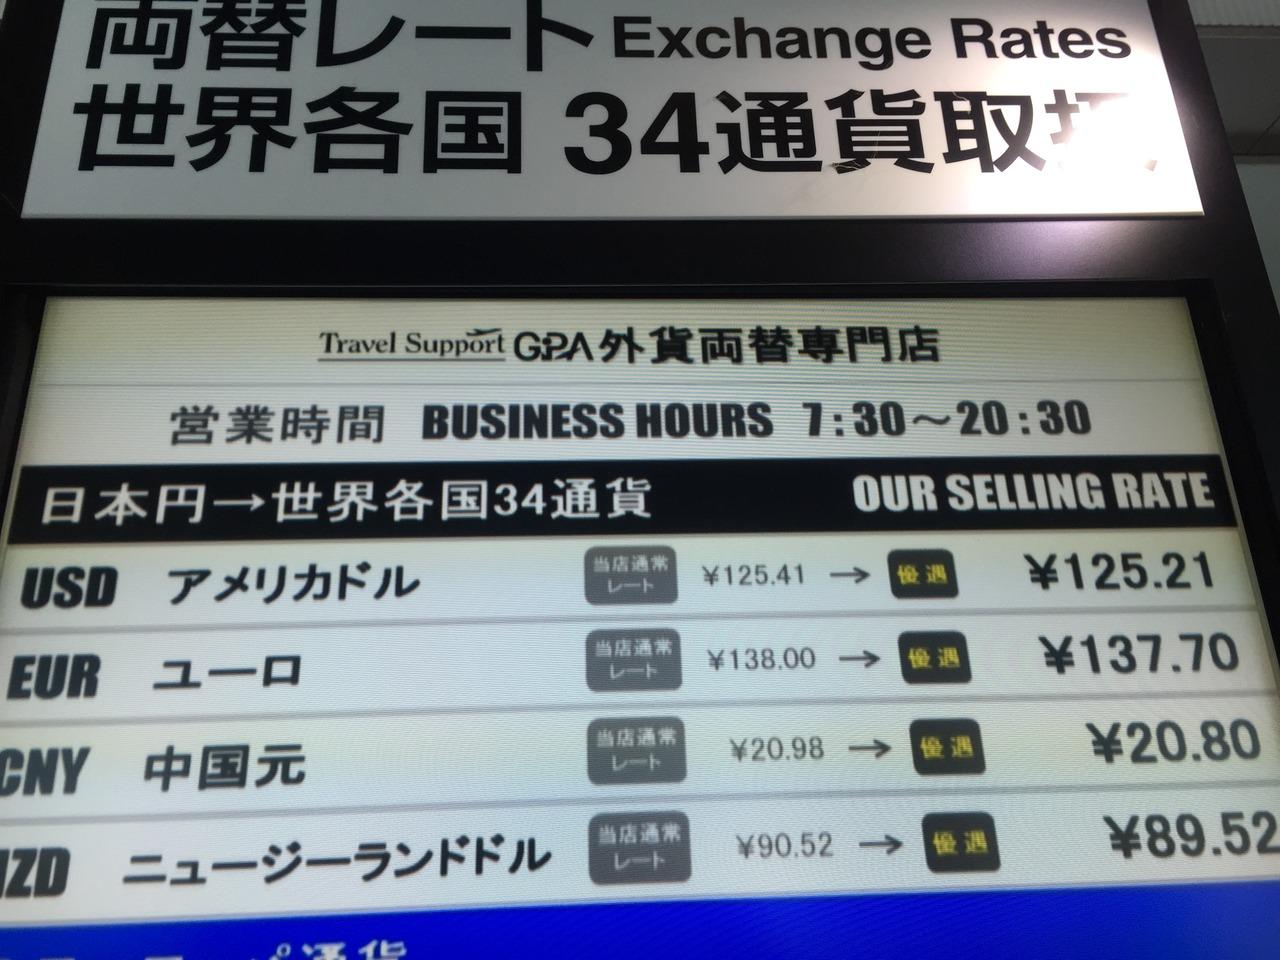 両替レート Exchange Rates
世界各国 34通貨取扱
Travel Support GPA外貨両替専門店
営業時間 BUSINESS HOURS 7:30～20:30
日本円→世界各国34通貨 OUR SELLING RATE
USD アメリカドル 当店通常レート ¥125.41 → 優遇 ¥125.21
EUR ユーロ 当店通常レート ¥138.00 → 優遇 ¥137.70
CNY 中国元 当店通常レート ¥20.98 → 優遇 ¥20.80
NZD ニュージーランドドル 当店通常レート ¥90.52 → 優遇 ¥89.52